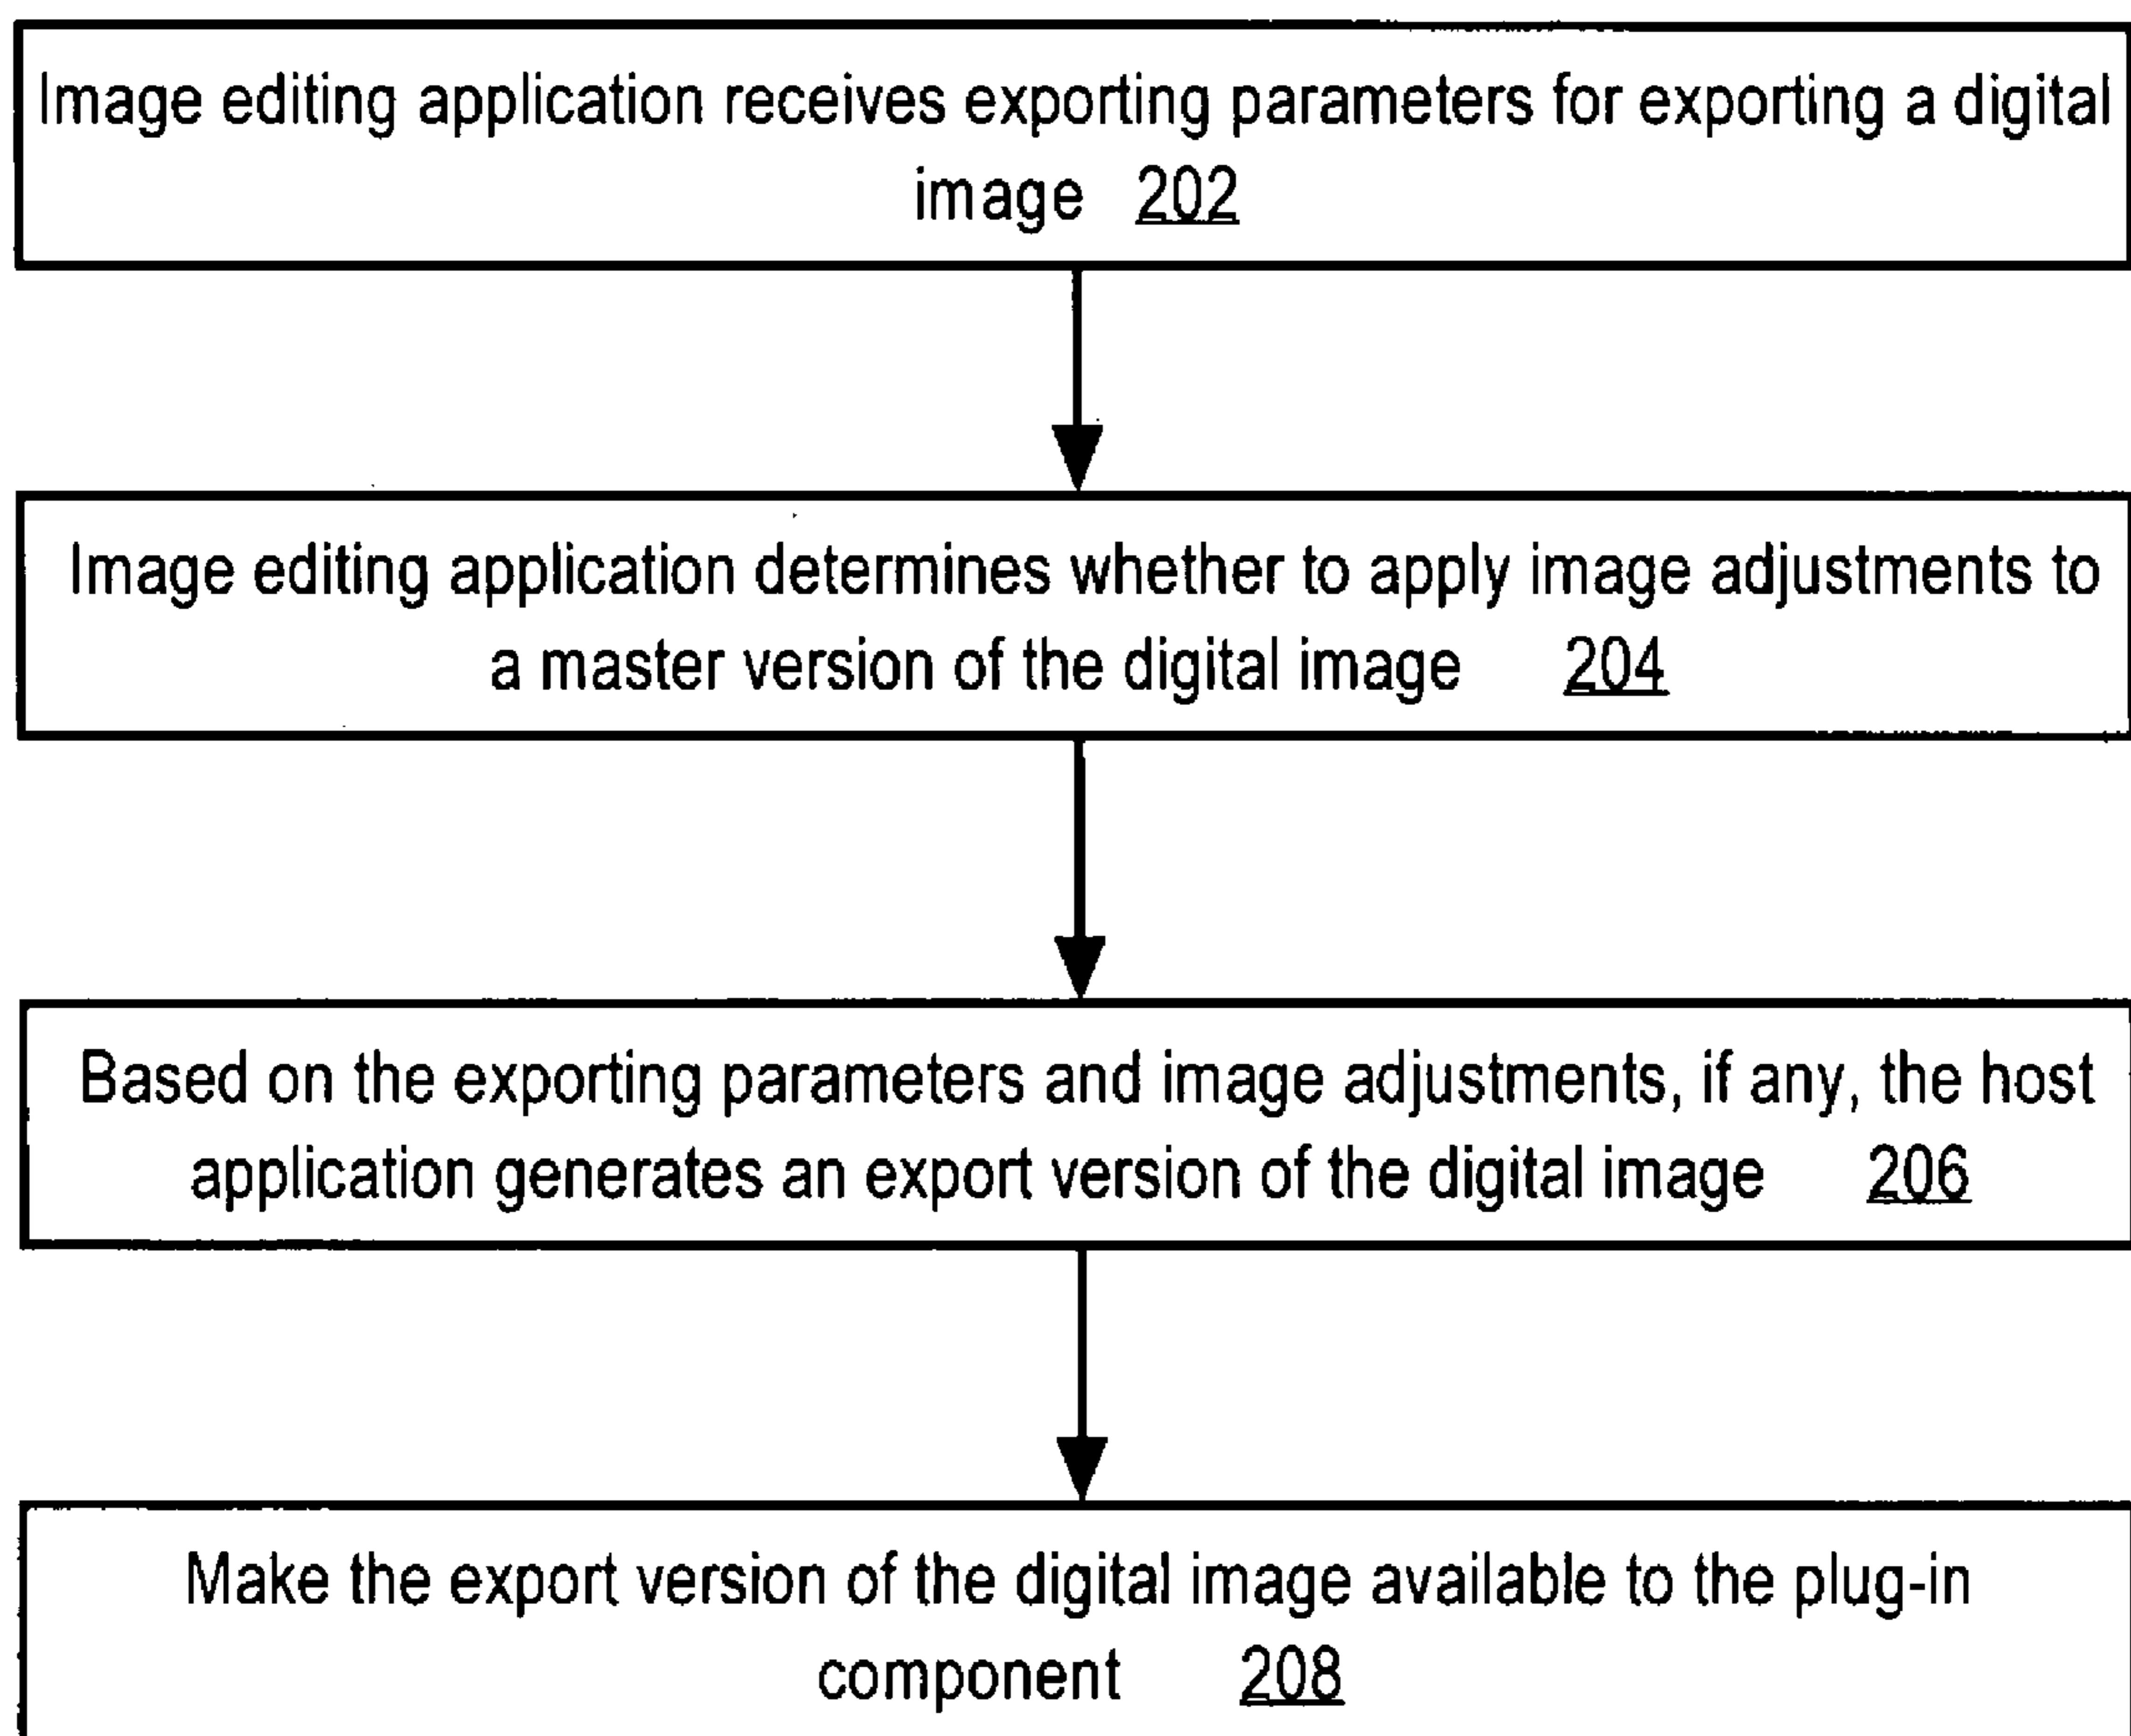 Image editing application receives exporting parameters for exporting a digital
image 202
Image editing application determines whether to apply image adjustments to
a master version of the digital image 204
Based on the exporting parameters and image adjustments, if any, the host
application generates an export version of the digital image 206
Make the export version of the digital image available to the plug-in
component 208